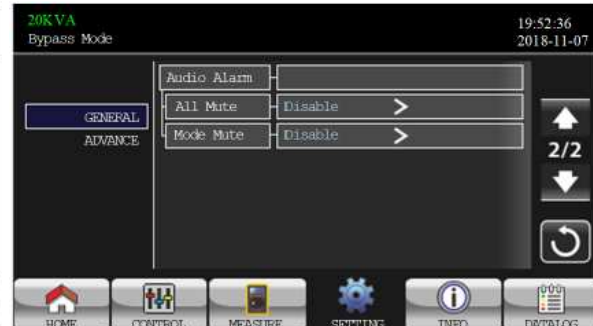 20KVA 19:52:36
Bypass Mode 2018-11-07
Audio Alarm
All Mute Disable >
GENERAL
Mode Mute Disable >
ADVANCE
2/2
HOME CONTROL MEASURE SETTING INFO DATALOG